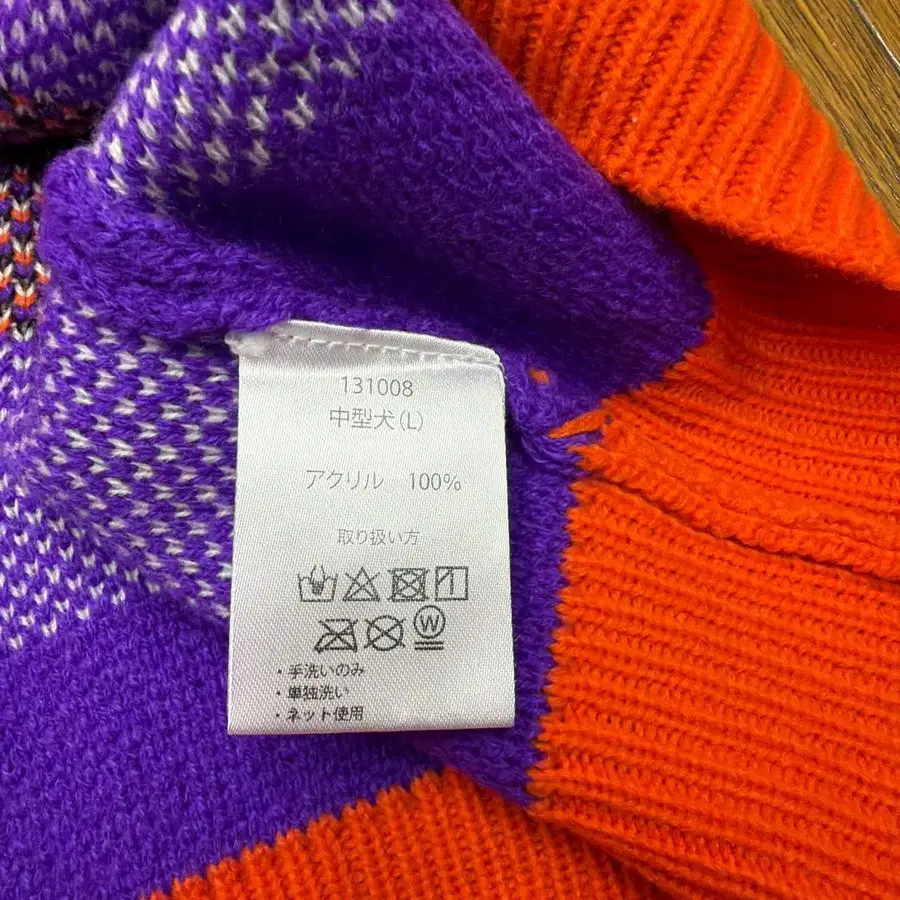 131008
中型犬(L)
アクリル 100%
取り扱い方
W
・手洗いのみ
・単独洗い
・ネット使用